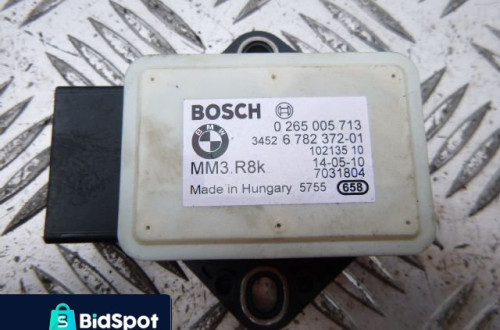 BOSCH
0 265 005 713
BMW
3452 6 782 372-01
102135 10
MM3.R8k
14-05-10
7031804
Made in Hungary 5755 658
S BidSpot